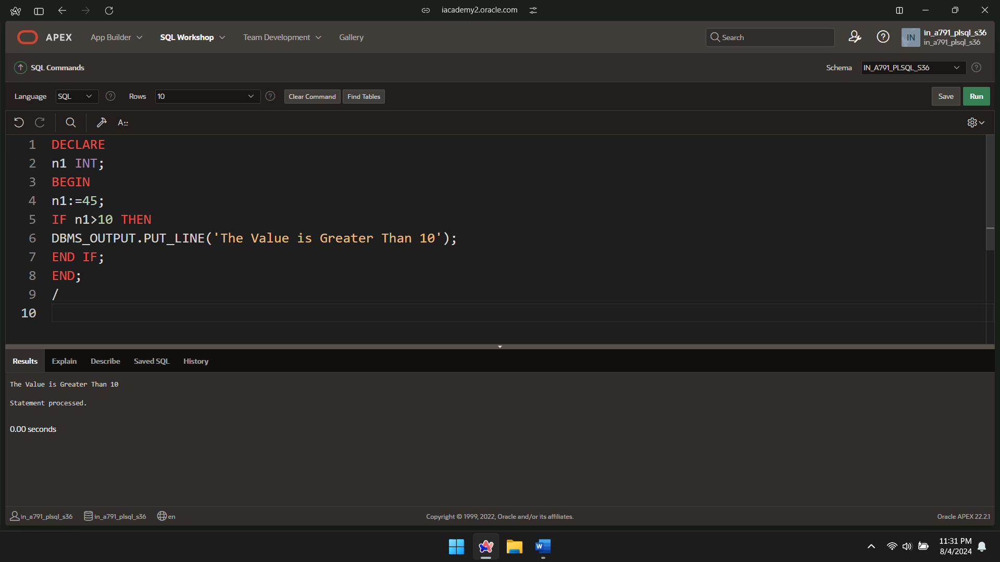 iacademy2.oracle.com
APEX App Builder SQL Workshop Team Development Gallery Search IN in_a791_plsql_s36
in_a791_plsql_s36
SQL Commands Schema IN_A791_PLSQL_S36
Language SQL Rows 10 Clear Command Find Tables Save Run
1 DECLARE
2 n1 INT;
3 BEGIN
4 n1:=45;
5 IF n1>10 THEN
6 DBMS_OUTPUT.PUT_LINE('The Value is Greater Than 10');
7 END IF;
8 END;
9 /
10
Results Explain Describe Saved SQL History
The Value is Greater Than 10
Statement processed.
0.00 seconds
in_a791_plsql_s36 in_a791_plsql_s36 en Copyright © 1999, 2022, Oracle and/or its affiliates. Oracle APEX 22.2.1
11:31 PM
8/4/2024